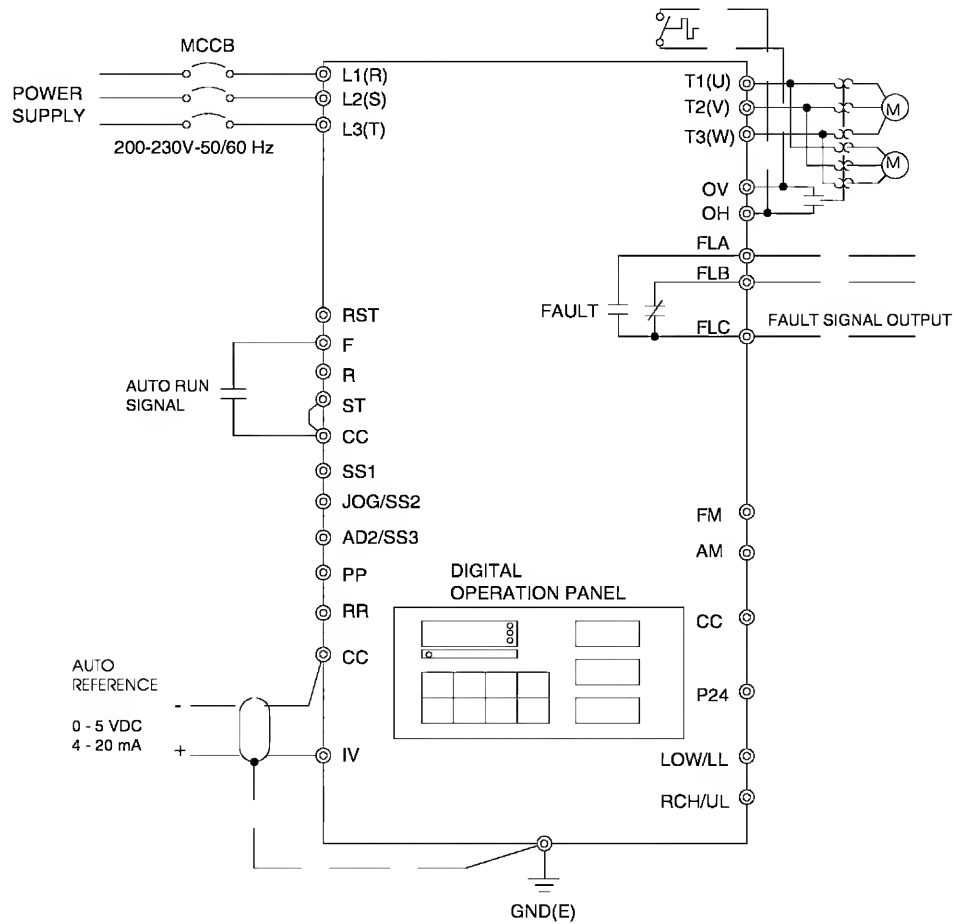 MCCB
POWER
SUPPLY
L1(R)
L2(S)
L3(T)
200-230V-50/60 Hz
T1(U)
T2(V)
T3(W)
M
M
OV
OH
FLA
FLB
FLC
FAULT
FAULT SIGNAL OUTPUT
RST
F
R
ST
CC
AUTO RUN
SIGNAL
SS1
JOG/SS2
AD2/SS3
PP
RR
CC
IV
AUTO
REFERENCE
-
0 - 5 VDC
4 - 20 mA
+
DIGITAL
OPERATION PANEL
FM
AM
CC
P24
LOW/LL
RCH/UL
GND(E)